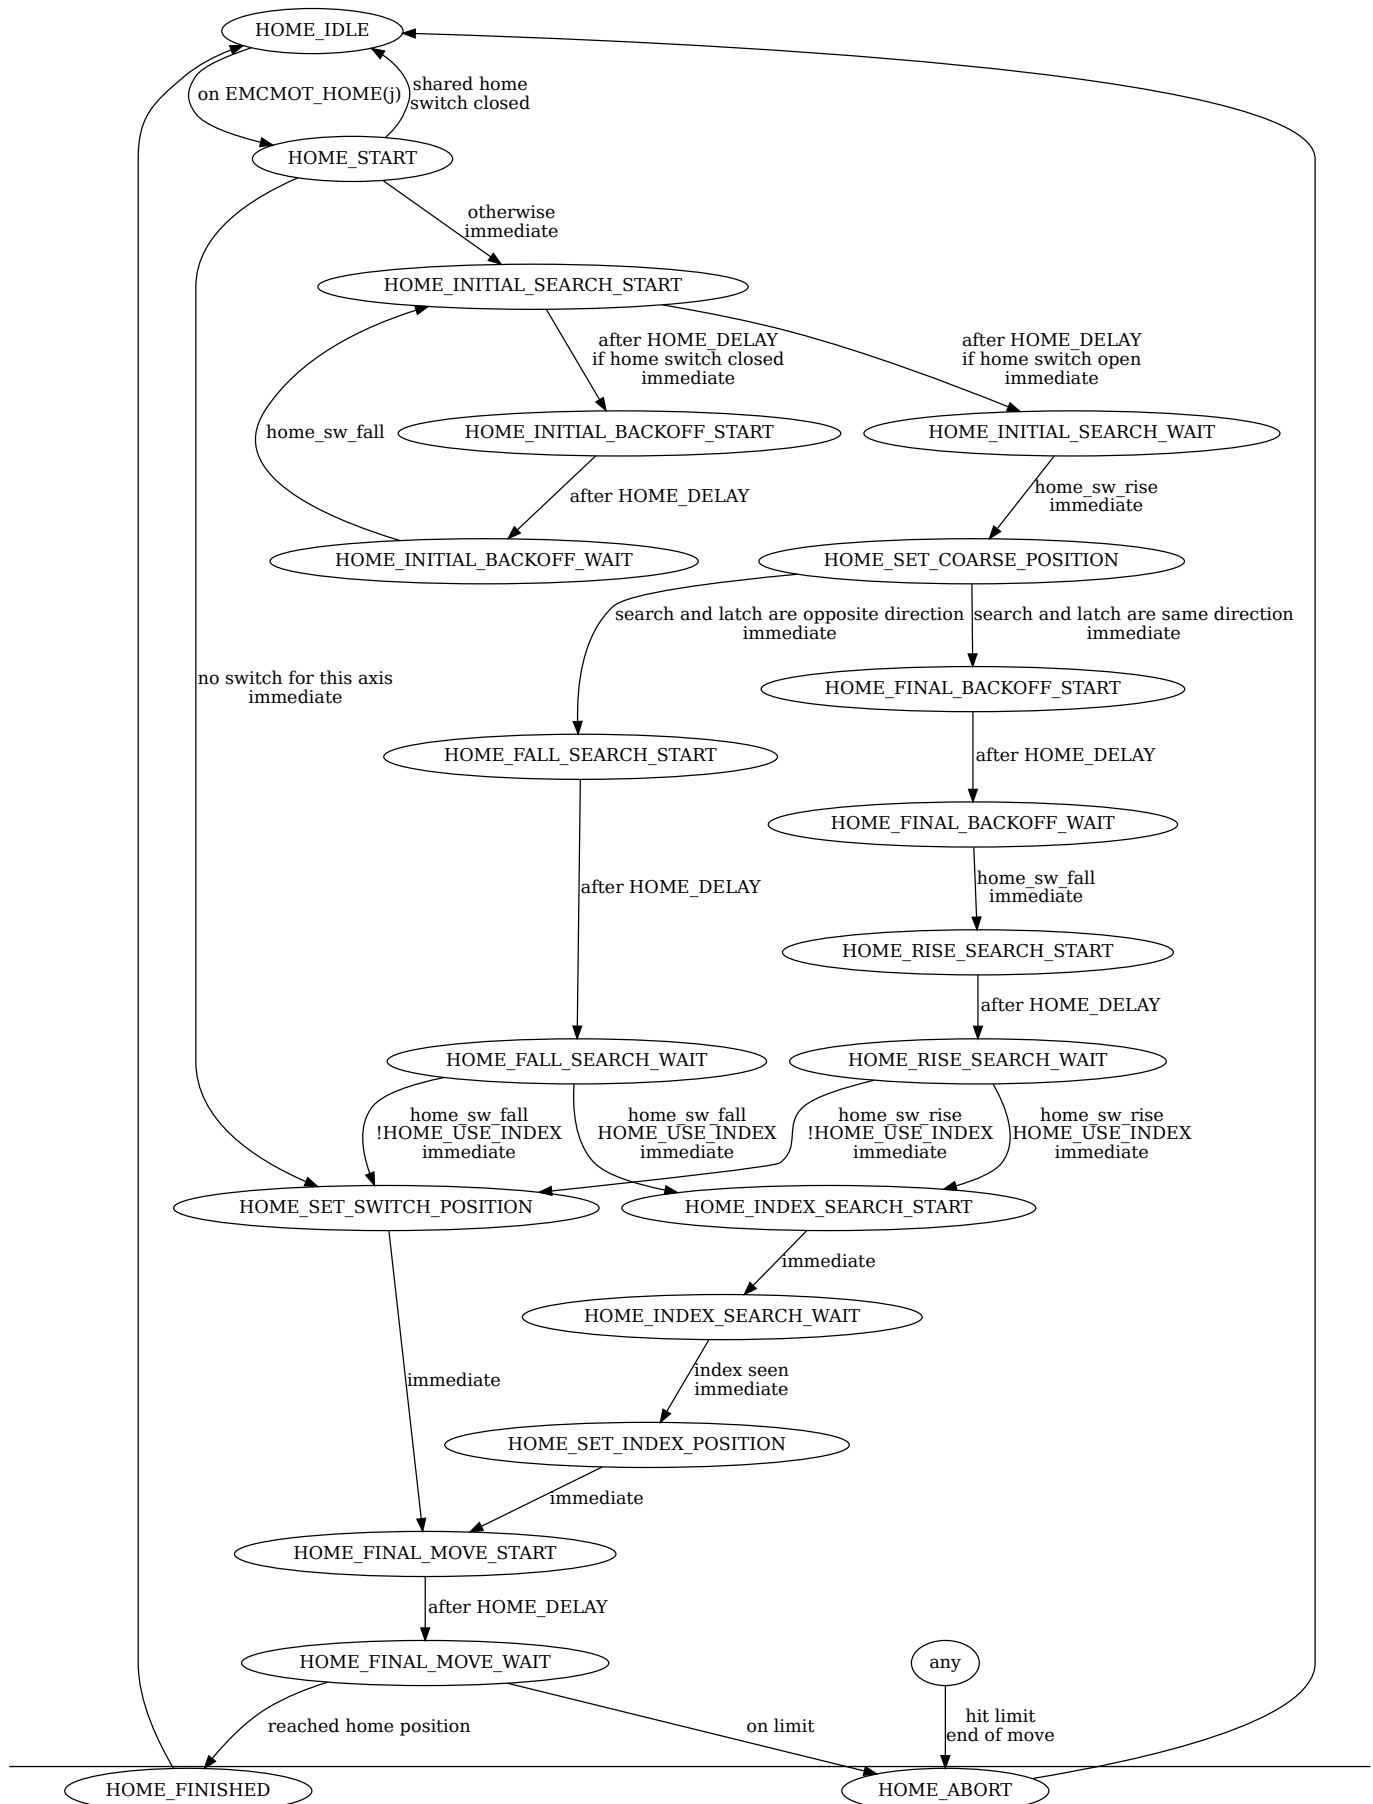 HOME_IDLE
on EMCMOT_HOME(j)
shared home
switch closed
HOME_START
otherwise
immediate
HOME_INITIAL_SEARCH_START
after HOME_DELAY
if home switch closed
immediate
after HOME_DELAY
if home switch open
immediate
home_sw_fall
HOME_INITIAL_BACKOFF_START
HOME_INITIAL_SEARCH_WAIT
after HOME_DELAY
home_sw_rise
immediate
HOME_INITIAL_BACKOFF_WAIT
HOME_SET_COARSE_POSITION
search and latch are opposite direction
immediate
search and latch are same direction
immediate
no switch for this axis
immediate
HOME_FINAL_BACKOFF_START
HOME_FALL_SEARCH_START
after HOME_DELAY
HOME_FINAL_BACKOFF_WAIT
after HOME_DELAY
home_sw_fall
immediate
HOME_RISE_SEARCH_START
after HOME_DELAY
HOME_FALL_SEARCH_WAIT
HOME_RISE_SEARCH_WAIT
home_sw_fall
!HOME_USE_INDEX
immediate
home_sw_fall
HOME_USE_INDEX
immediate
home_sw_rise
!HOME_USE_INDEX
immediate
home_sw_rise
HOME_USE_INDEX
immediate
HOME_SET_SWITCH_POSITION
HOME_INDEX_SEARCH_START
immediate
HOME_INDEX_SEARCH_WAIT
immediate
index seen
immediate
HOME_SET_INDEX_POSITION
immediate
HOME_FINAL_MOVE_START
after HOME_DELAY
HOME_FINAL_MOVE_WAIT
any
reached home position
on limit
hit limit
end of move
HOME_FINISHED
HOME_ABORT